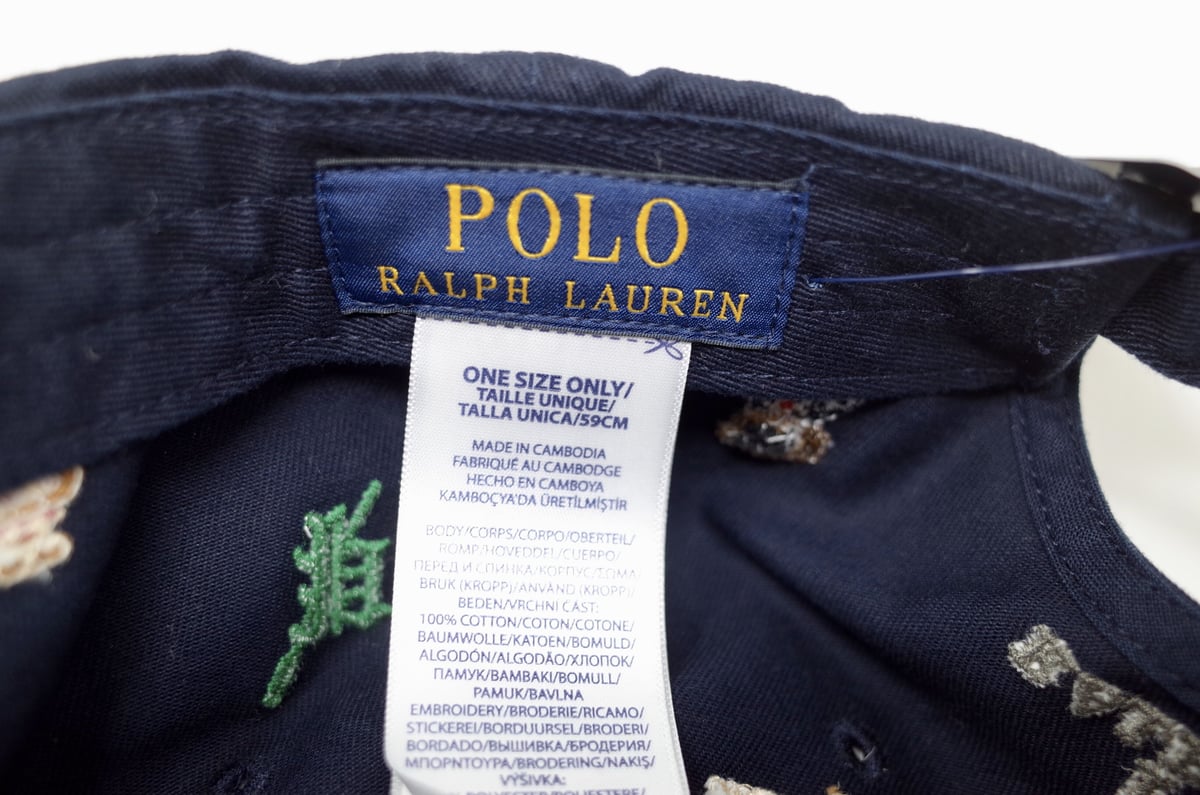 POLO
RALPH LAUREN
ONE SIZE ONLY/
TAILLE UNIQUE/
TALLA UNICA/59CM
MADE IN CAMBODIA
FABRIQUÉ AU CAMBODGE
HECHO EN CAMBOYA
KAMBOÇYA'DA ÜRETİLMİŞTİR
BODY/CORPS/CORPO/OBERTEIL/
ROMP/HOVEDDEL/CUERPO/
ПЕРЕД И СПИНКА/КОРПУС/ΣΩΜΑ/
BRUK (KROPP)/ANVÄND (KROPP)/
BEDEN/VRCHNI ČÁST:
100% COTTON/COTON/COTONE/
BAUMWOLLE/KATOEN/BOMULD/
ALGODÓN/ALGODÃO/ХЛОПОК/
ПАМУК/ΒΑΜΒΑΚΙ/BOMULL/
PAMUK/BAVLNA
EMBROIDERY/BRODERIE/RICAMO/
STICKEREI/BORDUURSEL/BRODERI/
BORDADO/ВЫШИВКА/БРОДЕРИЯ/
ΜΠΟΡΝΤΟΥΡΑ/BRODERING/NAKIŞ/
VÝŠIVKA:
POLYESTER/POLIESTERE/